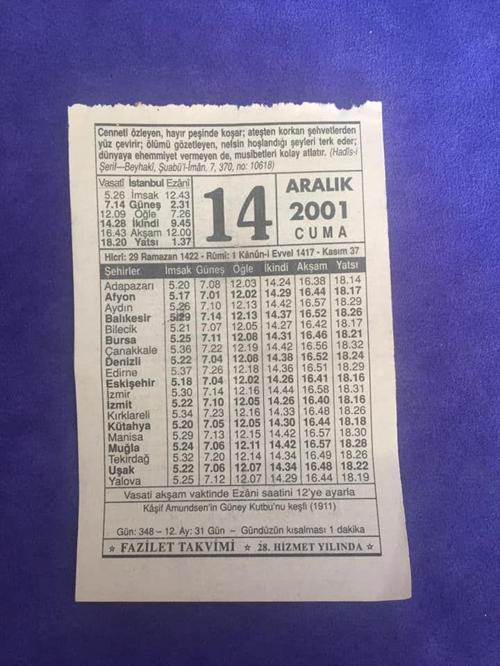 Cenneti özleyen, hayır peşinde koşar; ateşten korkan şehvetlerden
yüz çevirir; ölümü gözetleyen, nefsin hoşlandığı şeyleri terk eder;
dünyaya ehemmiyet vermeyen de, musibetleri kolay atlatır. (Hadîs-i
Şerîf—Beyhakî, Şuabü'l-Îmân. 7, 370, no: 10618)
Vasatî İstanbul Ezânî
5.26 İmsak 12.43
7.14 Güneş 2.31
12.09 Öğle 7.26
14.28 İkindi 9.45
16.43 Akşam 12.00
18.20 Yatsı 1.37
14
ARALIK
2001
CUMA
Hicrî: 29 Ramazan 1422 - Rûmî: 1 Kânûn-i Evvel 1417 - Kasım 37
Şehirler İmsak Güneş Öğle İkindi Akşam Yatsı
Adapazarı 5.20 7.08 12.03 14.24 16.38 18.14
Afyon 5.17 7.01 12.02 14.29 16.44 18.17
Aydın 5.26 7.10 12.13 14.42 16.57 18.29
Balıkesir 5.29 7.14 12.13 14.37 16.52 18.26
Bilecik 5.21 7.07 12.05 14.27 16.42 18.17
Bursa 5.25 7.11 12.08 14.31 16.46 18.21
Çanakkale 5.36 7.22 12.19 14.42 16.56 18.32
Denizli 5.22 7.04 12.08 14.38 16.52 18.24
Edirne 5.37 7.26 12.18 14.36 16.51 18.29
Eskişehir 5.18 7.04 12.02 14.26 16.41 18.16
İzmir 5.30 7.14 12.16 14.44 16.58 18.31
İzmit 5.22 7.10 12.05 14.26 16.40 18.16
Kırklareli 5.34 7.23 12.16 14.33 16.48 18.26
Kütahya 5.20 7.05 12.05 14.30 16.44 18.18
Manisa 5.29 7.13 12.15 14.42 16.57 18.30
Muğla 5.24 7.06 12.11 14.42 16.57 18.28
Tekirdağ 5.32 7.20 12.14 14.34 16.49 18.26
Uşak 5.22 7.06 12.07 14.34 16.48 18.22
Yalova 5.25 7.12 12.07 14.29 16.44 18.19
Vasati akşam vaktinde Ezâni saatini 12'ye ayarla
Kâşif Amundsen'in Güney Kutbu'nu keşfi (1911)
Gün: 348 – 12. Ay: 31 Gün – Gündüzün kısalması 1 dakika
☆ FAZİLET TAKVİMİ ☆ 28. HİZMET YILINDA ☆